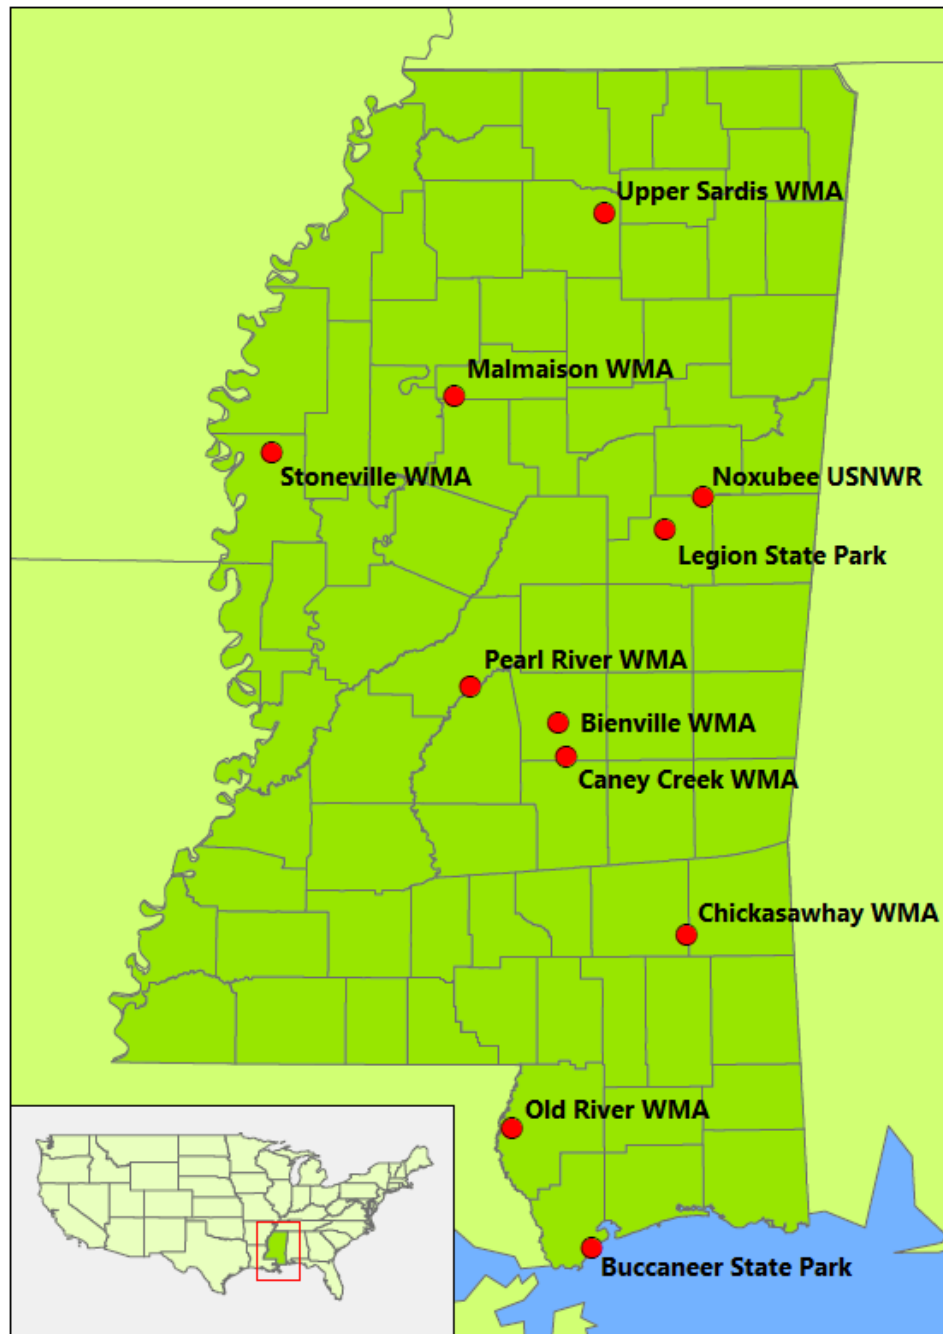 Upper Sardis WMA
Malmaison WMA
Stoneville WMA
Noxubee USNWR
Legion State Park
Pearl River WMA
Bienville WMA
Caney Creek WMA
Chickasawhay WMA
Old River WMA
Buccaneer State Park